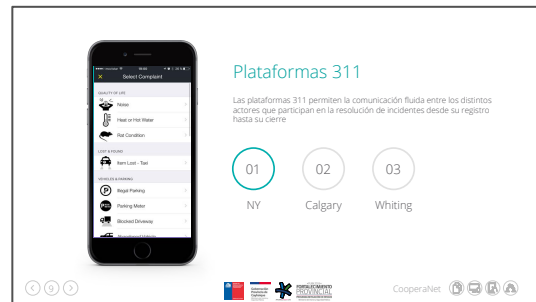 Select Complaint
QUALITY OF LIFE
Noise
Heat or Hot Water
Rat Condition
LOST & FOUND
Item Lost - Taxi
VEHICLES & PARKING
Illegal Parking
Parking Meter
Blocked Driveway
Plataformas 311
Las plataformas 311 permiten la comunicación fluida entre los distintos
actores que participan en la resolución de incidentes desde su registro
hasta su cierre
01
02
03
NY
Calgary
Whiting
9
FORTALECIMIENTO
PROVINCIAL
CooperaNet